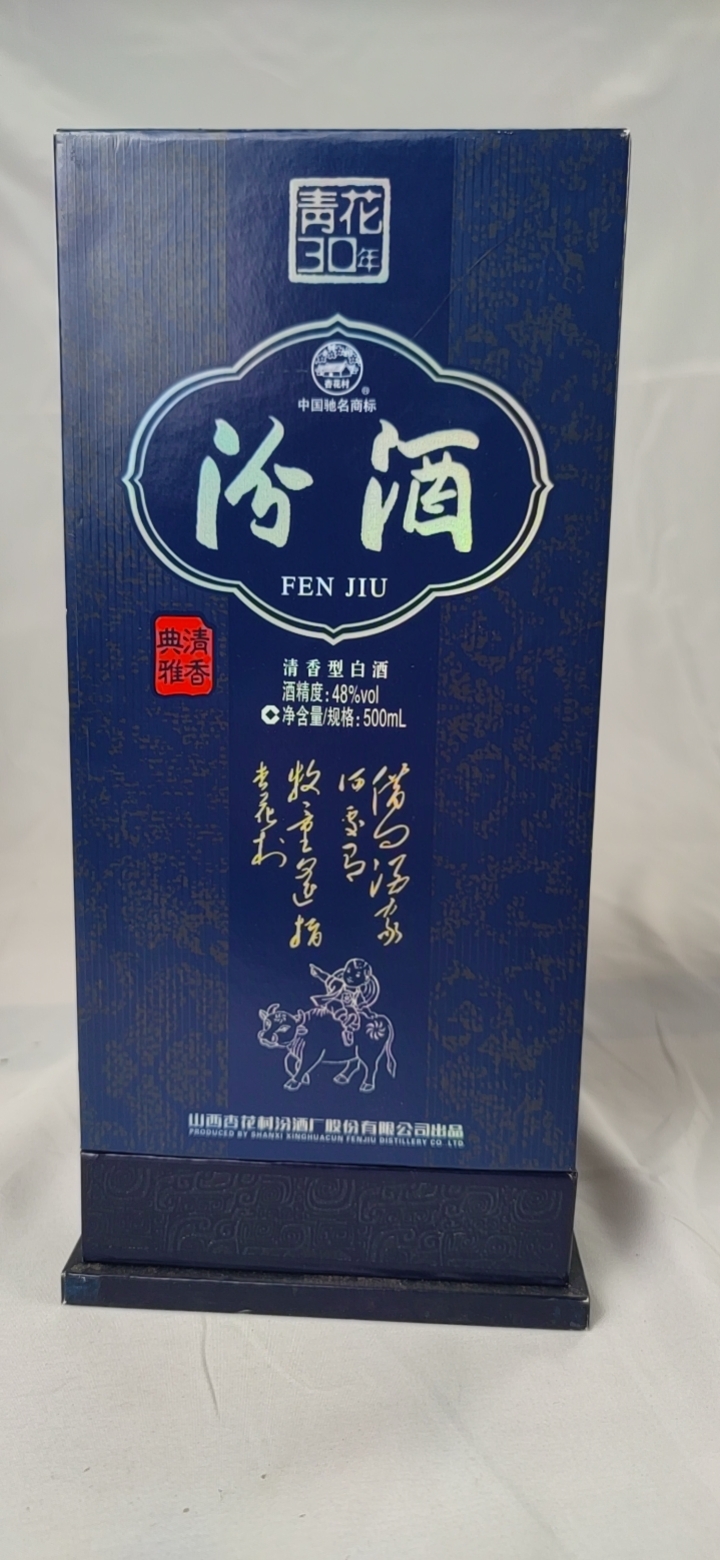 青花
30年
杏花村
®
中国驰名商标
汾酒
FEN JIU
清香
典雅
清香型白酒
酒精度:48%vol
净含量/规格:500mL
借问酒家
何处有
牧童遥指
杏花村
山西杏花村汾酒厂股份有限公司出品
PRODUCED BY SHANXI XINGHUACUN FENJIU DISTILLERY CO. LTD.